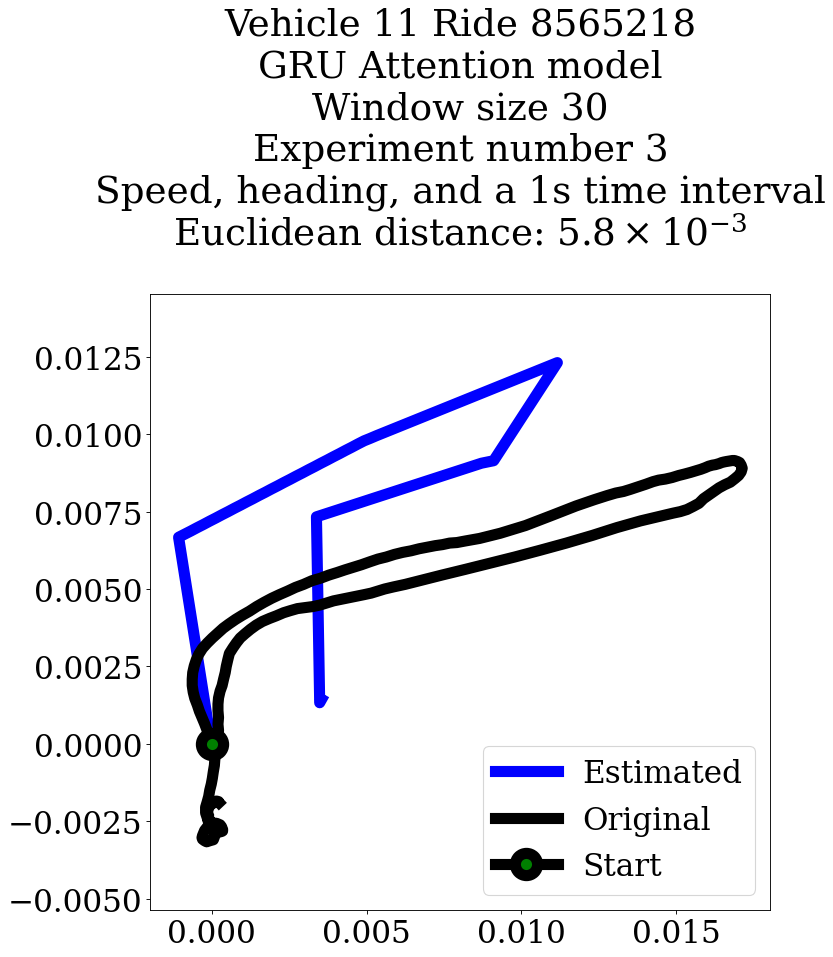 Vehicle 11 Ride 8565218
GRU Attention model
Window size 30
Experiment number 3
Speed, heading, and a 1s time interval
Euclidean distance: 5.8 × 10⁻³
0.0125
0.0100
0.0075
0.0050
0.0025
0.0000
−0.0025
−0.0050
Estimated
Original
Start
0.000 0.005 0.010 0.015